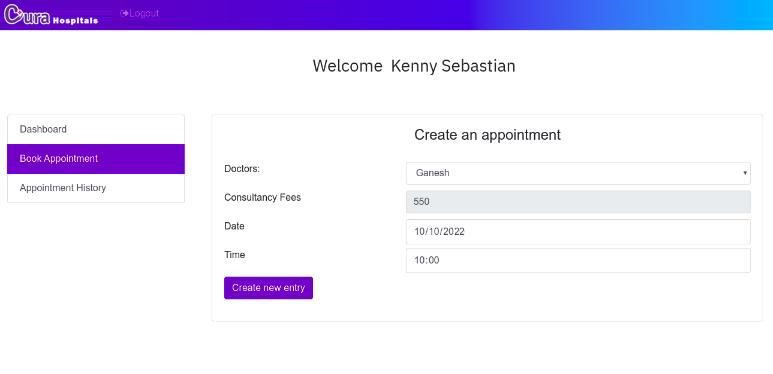 Cura Hospitals
Logout
Welcome Kenny Sebastian
Dashboard
Book Appointment
Appointment History
Create an appointment
Doctors:
Ganesh
Consultancy Fees
550
Date
10/10/2022
Time
10:00
Create new entry